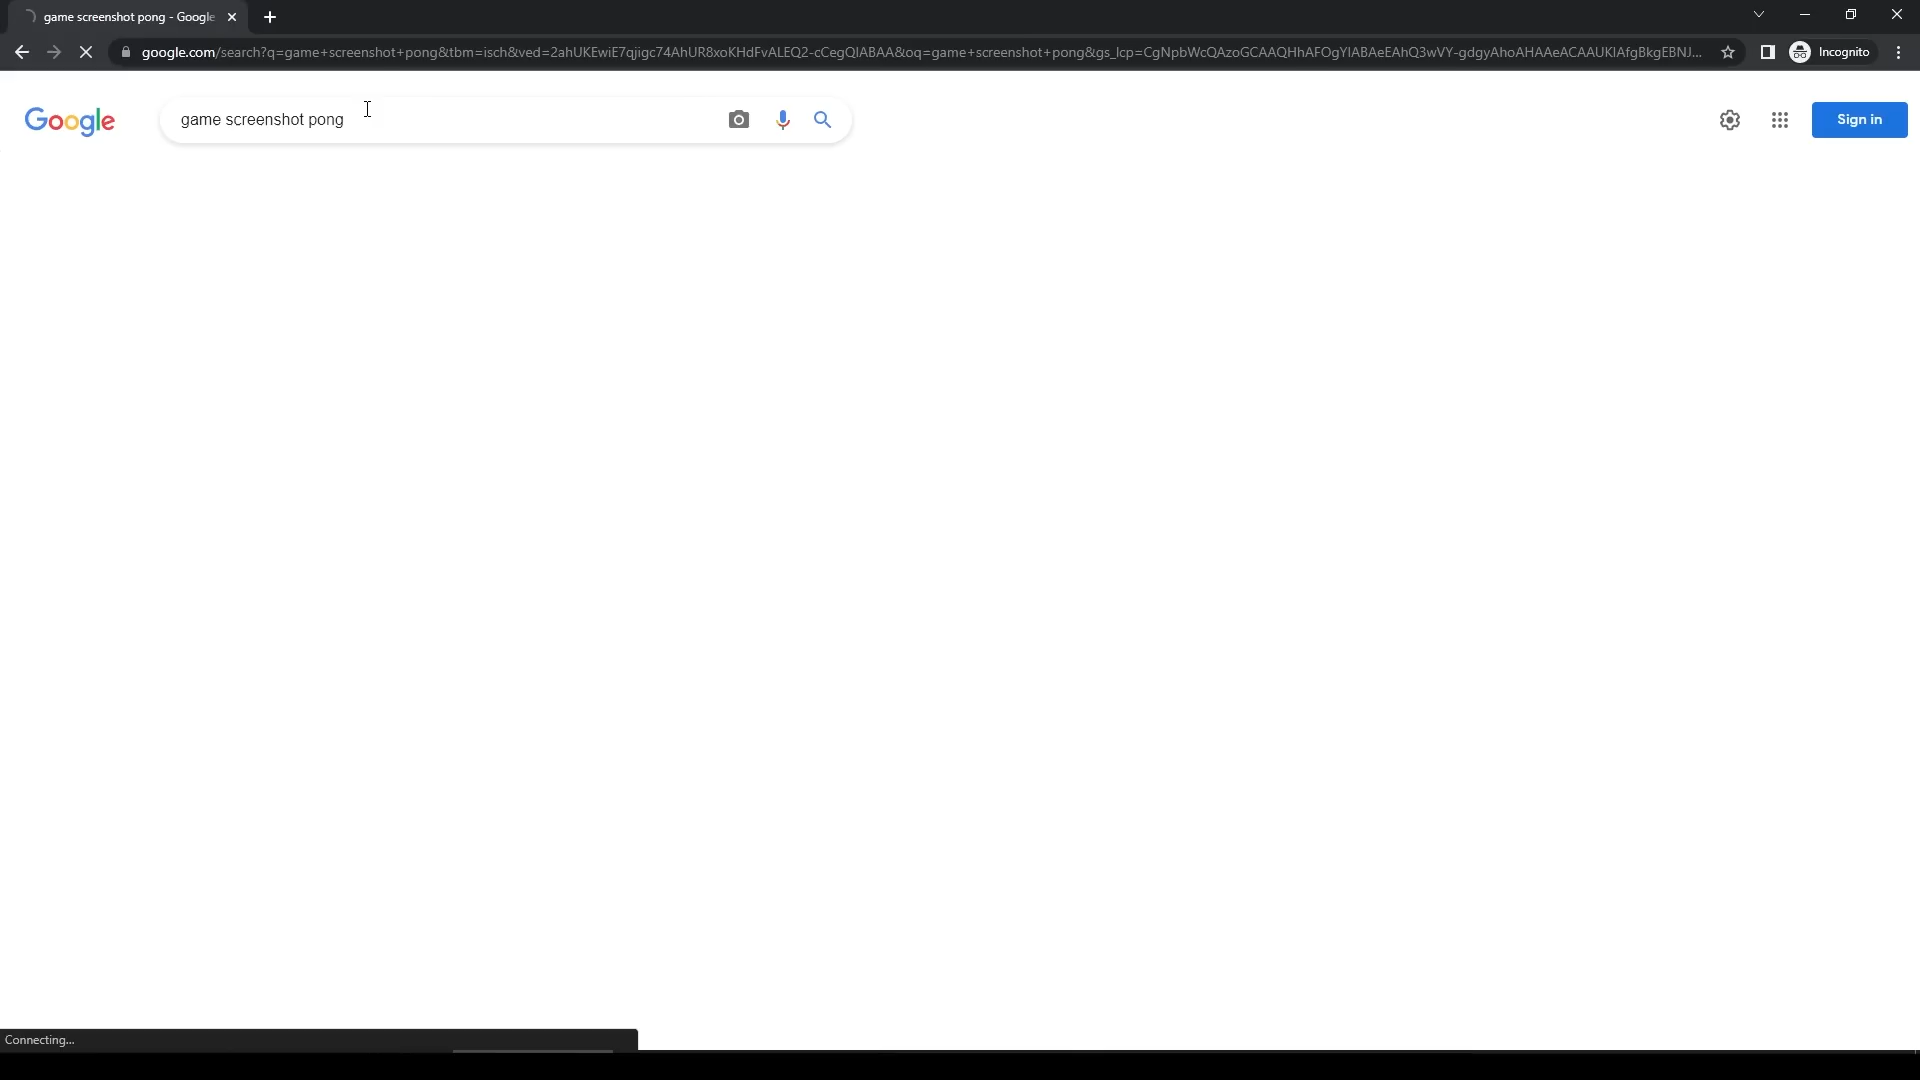 game screenshot pong - Google
google.com/search?q=game+screenshot+pong&tbm=isch&ved=2ahUKEwiE7qjigc74AhUR8xoKHdFvALEQ2-cCegQIABAA&oq=game+screenshot+pong&gs_lcp=CgNpbWcQAzoGCAAQHhAFOgYIABAeEAhQ3wVY-gdgyAhoAHAAeACAAUKIAfgBkgEBNJ...
Incognito
Google
game screenshot pong
Sign in
Connecting...